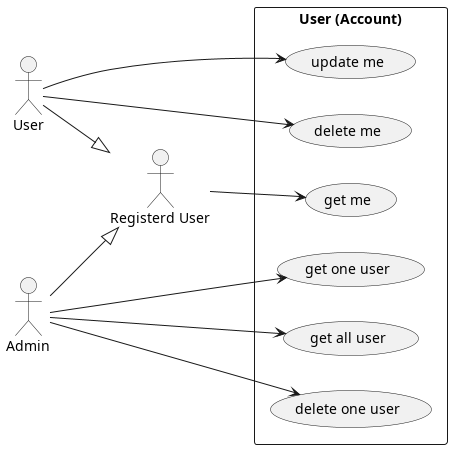 User (Account)
update me
User
delete me
get me
Registerd User
get one user
get all user
Admin
delete one user